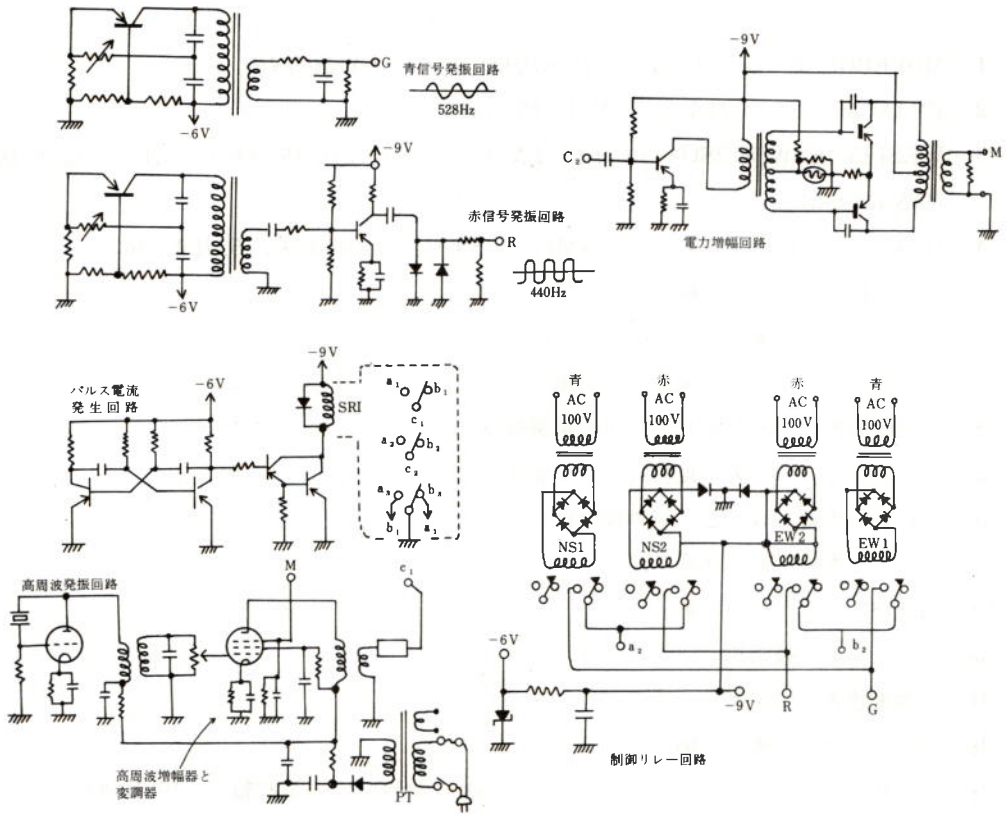 G
青信号発振回路
528Hz
−6V
−9V
赤信号発振回路
R
440Hz
−6V
−9V
C₂
M
電力増幅回路
パルス電流
発生回路
−6V
−9V
SRI
a₁
b₁
c₁
a₂
b₂
c₂
a₃
b₃
b₁
a₁
青
AC
100V
赤
AC
100V
赤
AC
100V
青
AC
100V
NS1
NS2
EW2
EW1
a₂
b₂
−6V
−9V
R
G
制御リレー回路
高周波発振回路
M
c₁
高周波増幅器と
変調器
PT